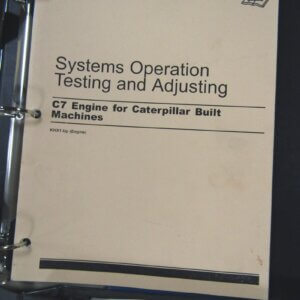 Systems Operation
Testing and Adjusting
C7 Engine for Caterpillar Built
Machines